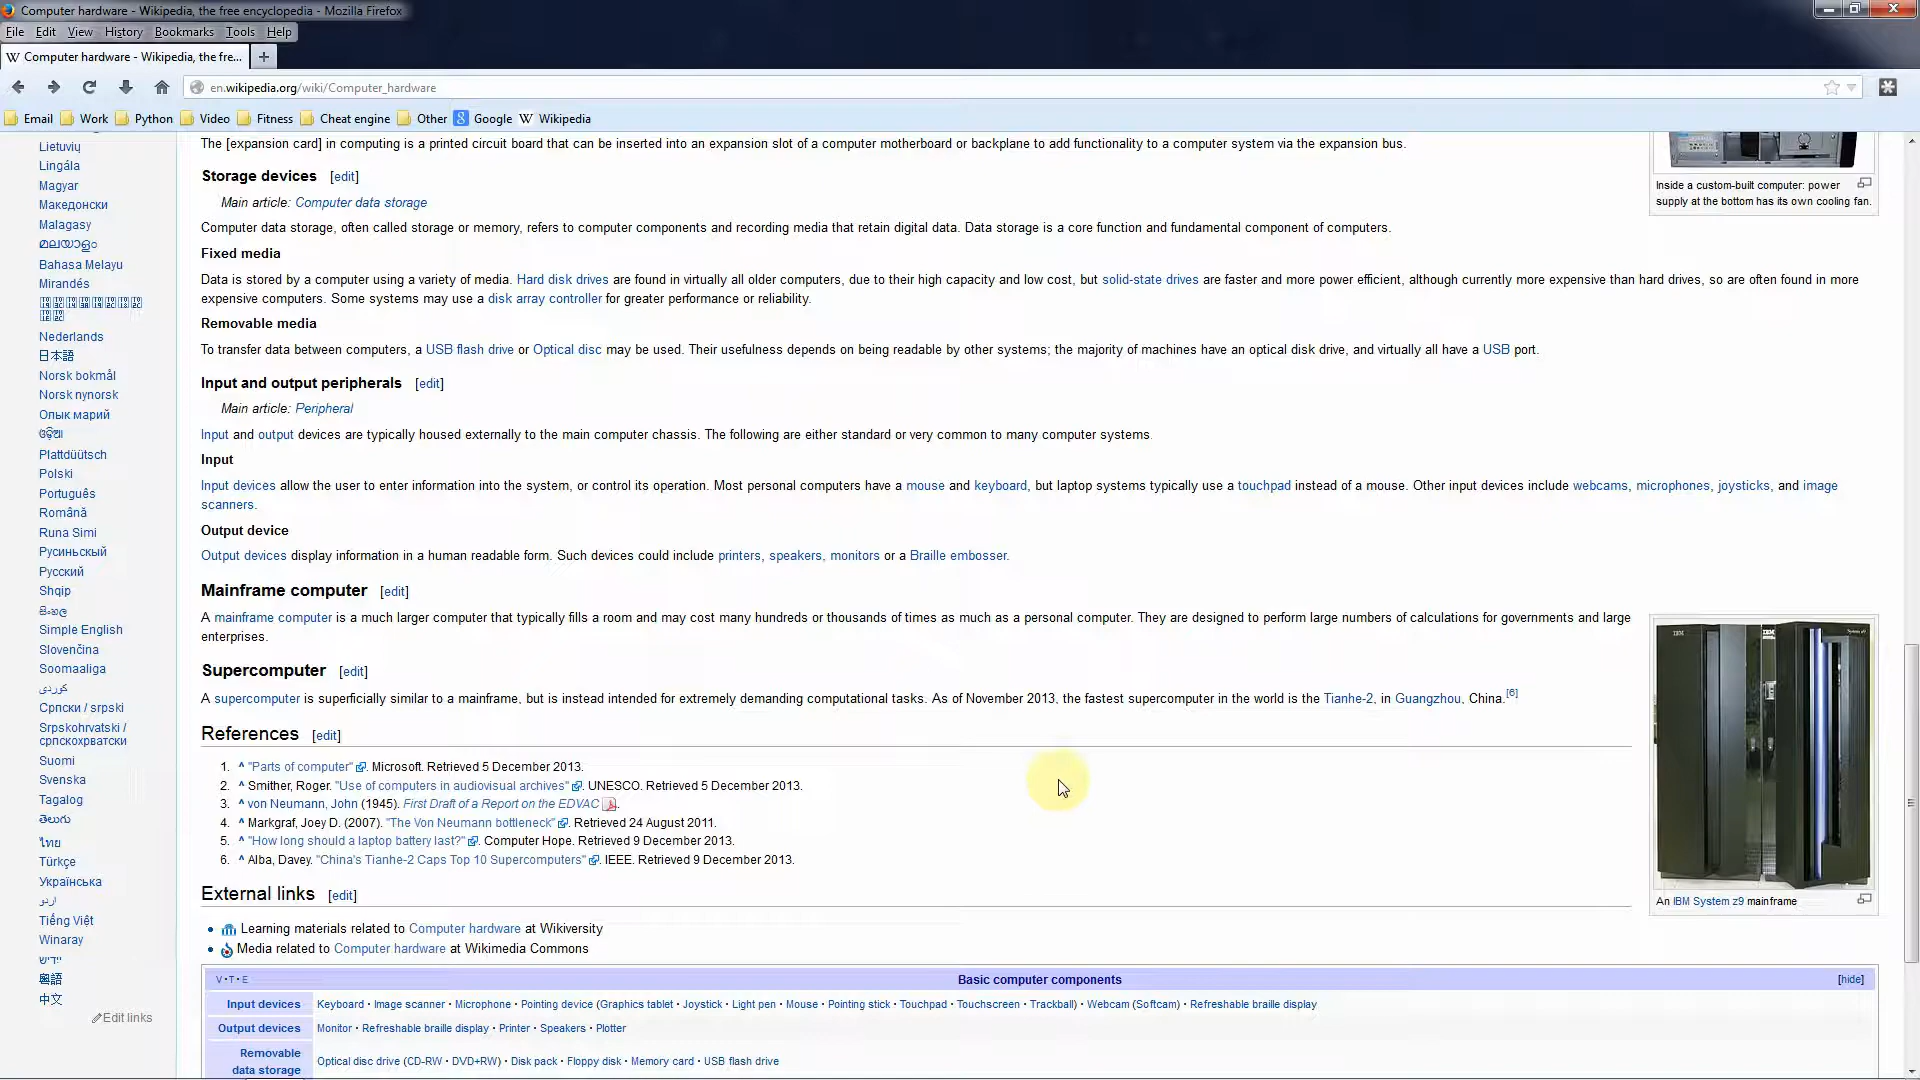 Computer hardware - Wikipedia, the free encyclopedia - Mozilla Firefox
File Edit View History Bookmarks Tools Help
Computer hardware - Wikipedia, the fre...
en.wikipedia.org/wiki/Computer_hardware
Email Work Python Video Fitness Cheat engine Other Google Wikipedia
Lietuvių
Lingála
Magyar
Македонски
Malagasy
മലയാളം
Bahasa Melayu
Mirandés
Nederlands
日本語
Norsk bokmål
Norsk nynorsk
Олык марий
ଓଡ଼ିଆ
Plattdüütsch
Polski
Português
Română
Runa Simi
Русиньскый
Русский
Shqip
සිංහල
Simple English
Slovenčina
Soomaaliga
کوردی
Српски / srpski
Srpskohrvatski /
српскохрватски
Suomi
Svenska
Tagalog
తెలుగు
ไทย
Türkçe
Українська
اردو
Tiếng Việt
Winaray
ייִדיש
粵語
中文
Edit links
The [expansion card] in computing is a printed circuit board that can be inserted into an expansion slot of a computer motherboard or backplane to add functionality to a computer system via the expansion bus.
Storage devices [edit]
Main article: Computer data storage
Computer data storage, often called storage or memory, refers to computer components and recording media that retain digital data. Data storage is a core function and fundamental component of computers.
Fixed media
Data is stored by a computer using a variety of media. Hard disk drives are found in virtually all older computers, due to their high capacity and low cost, but solid-state drives are faster and more power efficient, although currently more expensive than hard drives, so are often found in more
expensive computers. Some systems may use a disk array controller for greater performance or reliability.
Removable media
To transfer data between computers, a USB flash drive or Optical disc may be used. Their usefulness depends on being readable by other systems; the majority of machines have an optical disk drive, and virtually all have a USB port.
Input and output peripherals [edit]
Main article: Peripheral
Input and output devices are typically housed externally to the main computer chassis. The following are either standard or very common to many computer systems.
Input
Input devices allow the user to enter information into the system, or control its operation. Most personal computers have a mouse and keyboard, but laptop systems typically use a touchpad instead of a mouse. Other input devices include webcams, microphones, joysticks, and image
scanners.
Output device
Output devices display information in a human readable form. Such devices could include printers, speakers, monitors or a Braille embosser.
Mainframe computer [edit]
A mainframe computer is a much larger computer that typically fills a room and may cost many hundreds or thousands of times as much as a personal computer. They are designed to perform large numbers of calculations for governments and large
enterprises.
Supercomputer [edit]
A supercomputer is superficially similar to a mainframe, but is instead intended for extremely demanding computational tasks. As of November 2013, the fastest supercomputer in the world is the Tianhe-2, in Guangzhou, China.[6]
References [edit]
1. ^ "Parts of computer". Microsoft. Retrieved 5 December 2013.
2. ^ Smither, Roger. "Use of computers in audiovisual archives". UNESCO. Retrieved 5 December 2013.
3. ^ von Neumann, John (1945). First Draft of a Report on the EDVAC.
4. ^ Markgraf, Joey D. (2007). "The Von Neumann bottleneck". Retrieved 24 August 2011.
5. ^ "How long should a laptop battery last?". Computer Hope. Retrieved 9 December 2013.
6. ^ Alba, Davey. "China's Tianhe-2 Caps Top 10 Supercomputers". IEEE. Retrieved 9 December 2013.
External links [edit]
Learning materials related to Computer hardware at Wikiversity
Media related to Computer hardware at Wikimedia Commons
V · T · E Basic computer components [hide]
Input devices Keyboard · Image scanner · Microphone · Pointing device (Graphics tablet · Joystick · Light pen · Mouse · Pointing stick · Touchpad · Touchscreen · Trackball) · Webcam (Softcam) · Refreshable braille display
Output devices Monitor · Refreshable braille display · Printer · Speakers · Plotter
Removable
data storage Optical disc drive (CD-RW · DVD+RW) · Disk pack · Floppy disk · Memory card · USB flash drive
Inside a custom-built computer: power
supply at the bottom has its own cooling fan.
IBM
IBM
System z9
An IBM System z9 mainframe